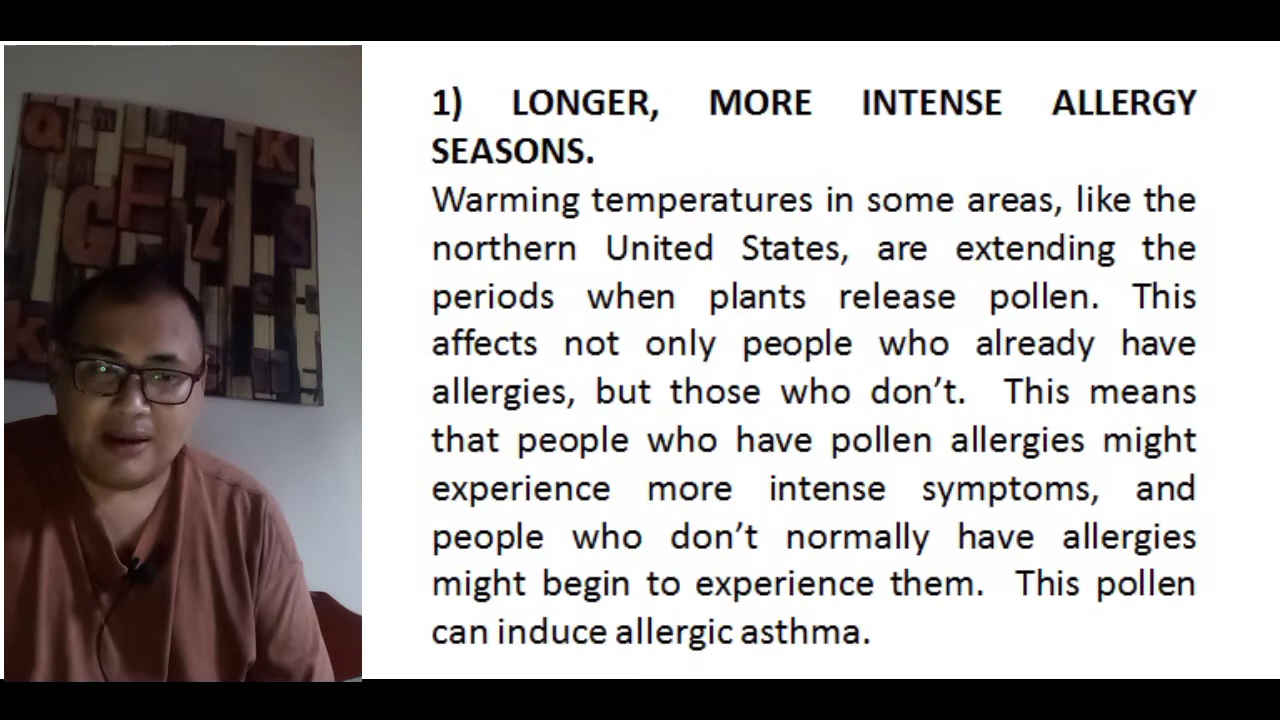 1) LONGER, MORE INTENSE ALLERGY
SEASONS.
Warming temperatures in some areas, like the
northern United States, are extending the
periods when plants release pollen. This
affects not only people who already have
allergies, but those who don’t. This means
that people who have pollen allergies might
experience more intense symptoms, and
people who don’t normally have allergies
might begin to experience them. This pollen
can induce allergic asthma.
a
m
K
F
G
Z
S
k